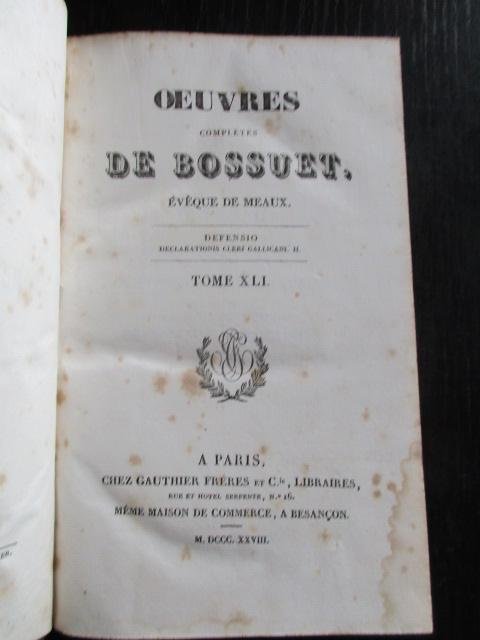 OEUVRES
COMPLÈTES
DE BOSSUET,
ÉVÊQUE DE MEAUX.
DEFENSIO
DECLARATIONIS CLERI GALLICANI. II.
TOME XLI.
A PARIS,
CHEZ GAUTHIER FRÈRES ET C.ie, LIBRAIRES,
RUE ET HOTEL SERPENTE, N.º 16.
MÊME MAISON DE COMMERCE, A BESANÇON.
M. DCCC. XXVIII.